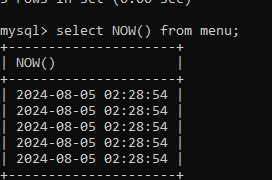 5 rows in set (0.00 sec)
mysql> select NOW() from menu;
+---------------------+
| NOW()               |
+---------------------+
| 2024-08-05 02:28:54 |
| 2024-08-05 02:28:54 |
| 2024-08-05 02:28:54 |
| 2024-08-05 02:28:54 |
| 2024-08-05 02:28:54 |
+---------------------+